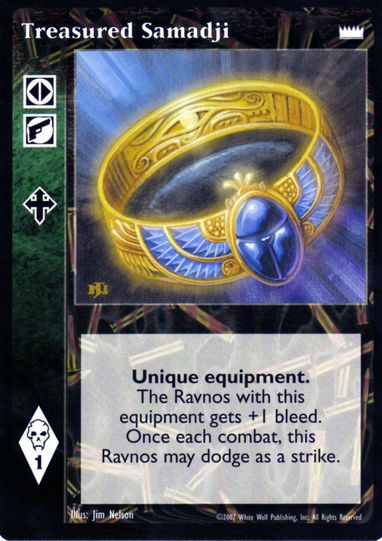 Treasured Samadji
Unique equipment.
The Ravnos with this
equipment gets +1 bleed.
Once each combat, this
Ravnos may dodge as a strike.
1
Illus: Jim Nelson
©2007 White Wolf Publishing, Inc. All Rights Reserved